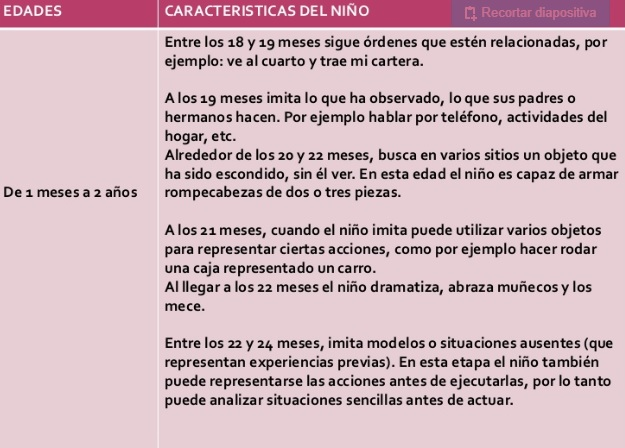 EDADES
CARACTERISTICAS DEL NIÑO
Recortar diapositiva
De 1 meses a 2 años
Entre los 18 y 19 meses sigue órdenes que estén relacionadas, por
ejemplo: ve al cuarto y trae mi cartera.
A los 19 meses imita lo que ha observado, lo que sus padres o
hermanos hacen. Por ejemplo hablar por teléfono, actividades del
hogar, etc.
Alrededor de los 20 y 22 meses, busca en varios sitios un objeto que
ha sido escondido, sin él ver. En esta edad el niño es capaz de armar
rompecabezas de dos o tres piezas.
A los 21 meses, cuando el niño imita puede utilizar varios objetos
para representar ciertas acciones, como por ejemplo hacer rodar
una caja representado un carro.
Al llegar a los 22 meses el niño dramatiza, abraza muñecos y los
mece.
Entre los 22 y 24 meses, imita modelos o situaciones ausentes (que
representan experiencias previas). En esta etapa el niño también
puede representarse las acciones antes de ejecutarlas, por lo tanto
puede analizar situaciones sencillas antes de actuar.